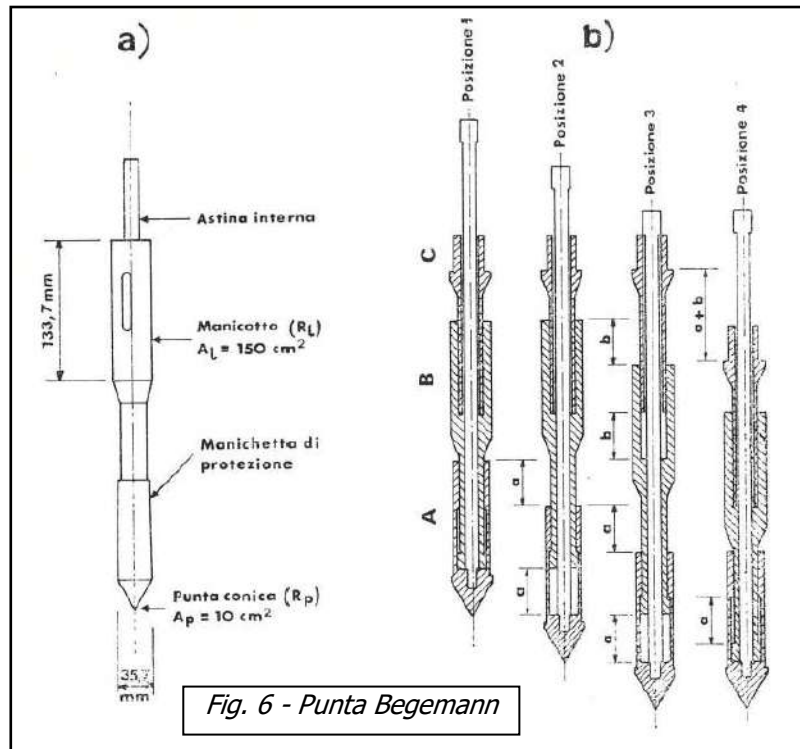 a)
Astina interna
133,7 mm
Manicotto (Rl)
Al = 150 cm²
Manichetta di
protezione
Punta conica (Rp)
Ap = 10 cm²
35,7
mm
b)
Posizione 1
Posizione 2
Posizione 3
Posizione 4
C
B
A
a
a
b
b
a
a
a + b
a
Fig. 6 - Punta Begemann